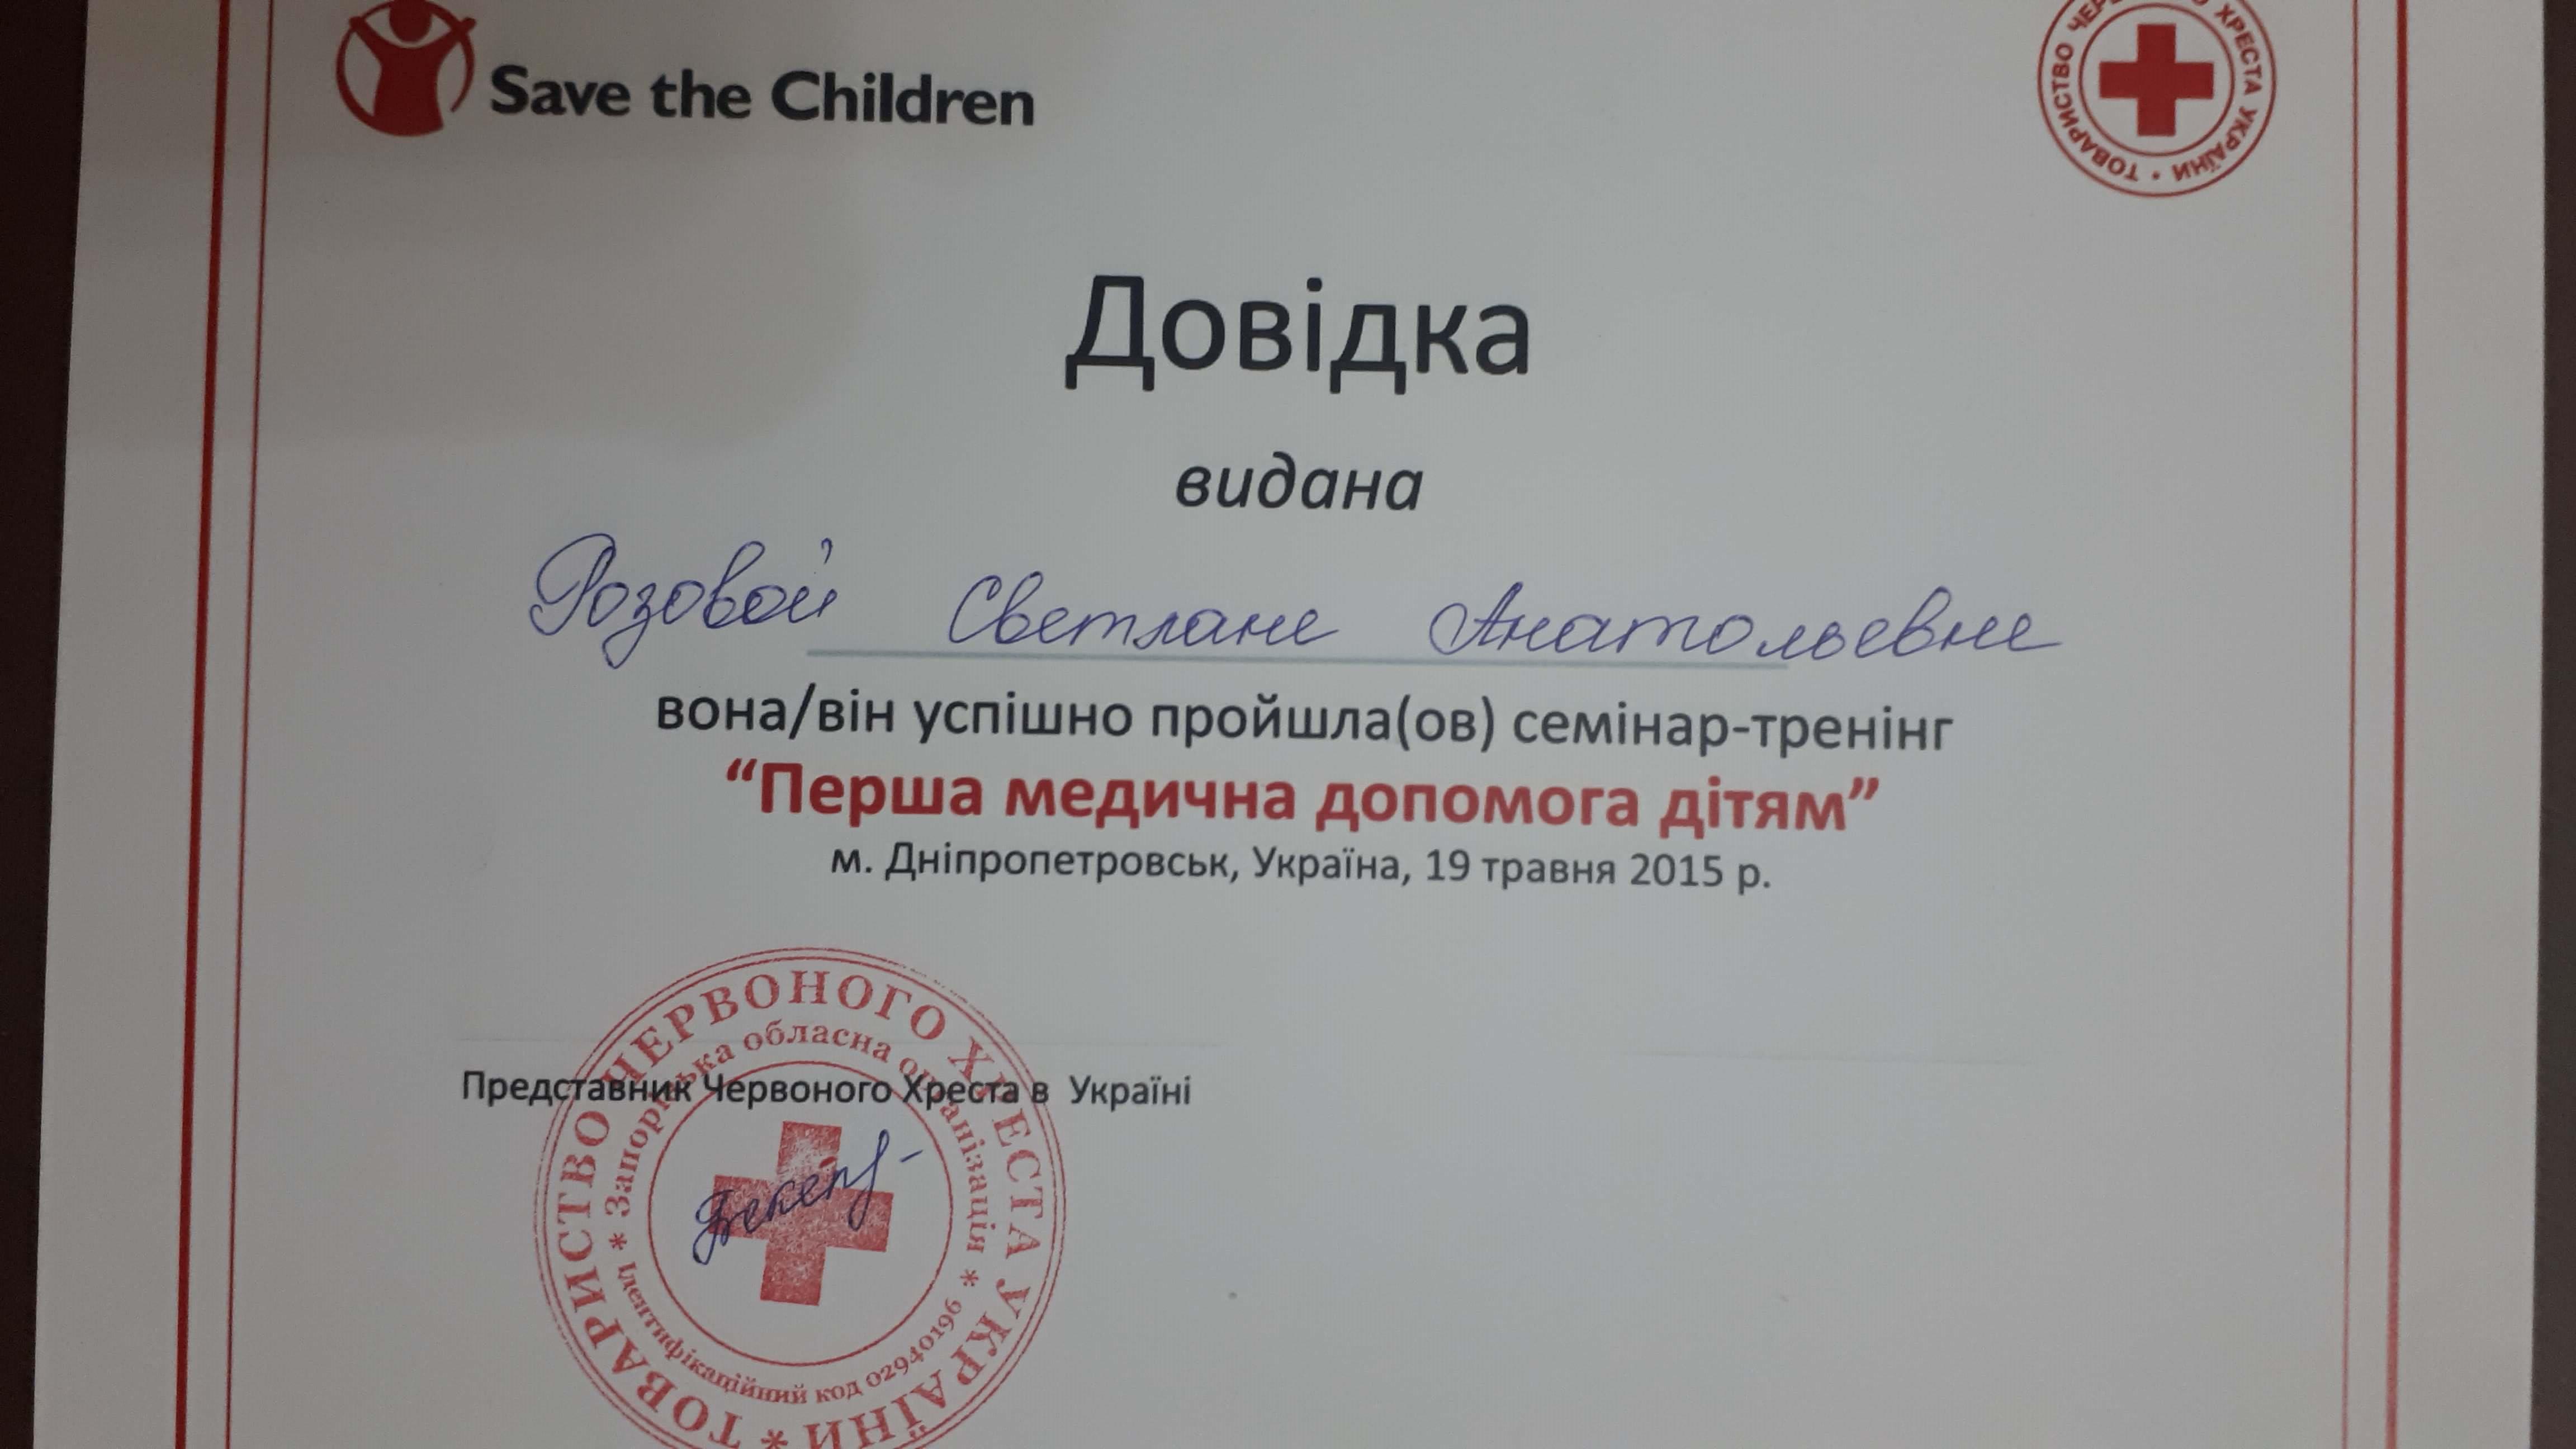 Save the Children
ТОВАРИСТВО ЧЕРВОНОГО ХРЕСТА УКРАЇНИ •
Довідка
видана
Розовой Светлане Анатольевне
вона/він успішно пройшла(ов) семінар-тренінг
“Перша медична допомога дітям”
м. Дніпропетровськ, Україна, 19 травня 2015 р.
Представник Червоного Хреста в Україні
ТОВАРИСТВО ЧЕРВОНОГО ХРЕСТА УКРАЇНИ *
* Запорізька обласна організація *
Ідентифікаційний код 02940196